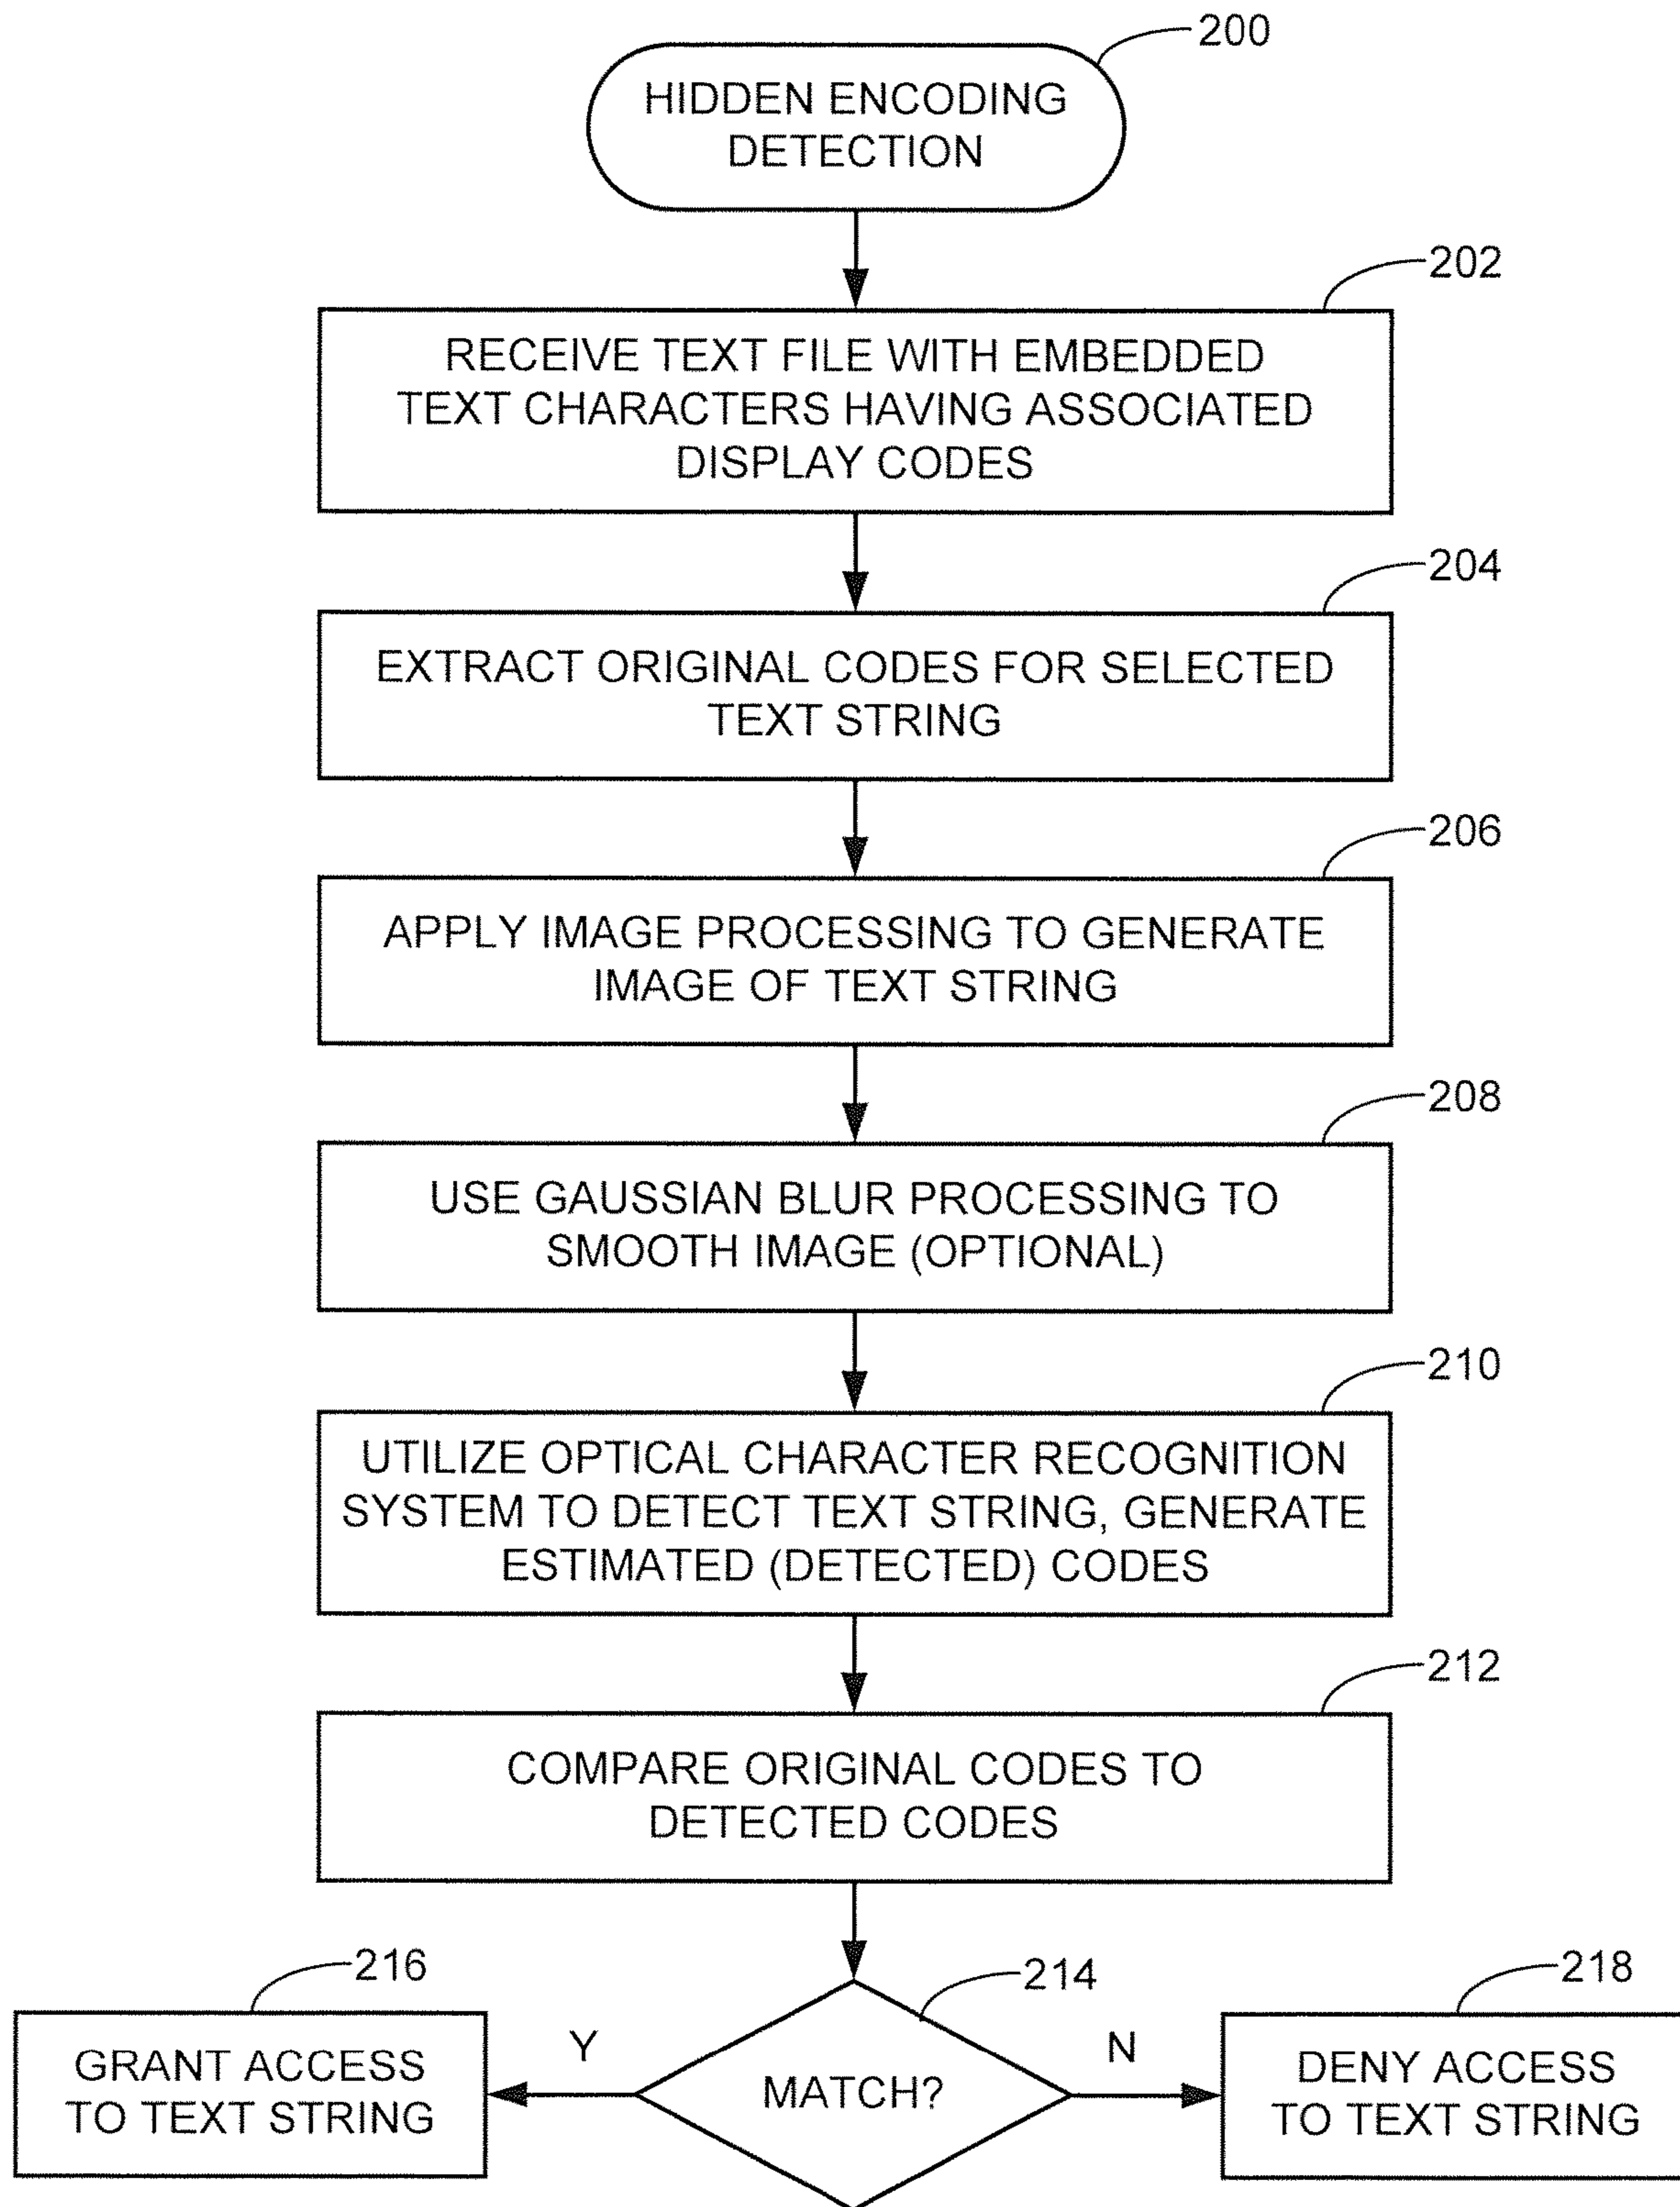 200
HIDDEN ENCODING
DETECTION
202
RECEIVE TEXT FILE WITH EMBEDDED
TEXT CHARACTERS HAVING ASSOCIATED
DISPLAY CODES
204
EXTRACT ORIGINAL CODES FOR SELECTED
TEXT STRING
206
APPLY IMAGE PROCESSING TO GENERATE
IMAGE OF TEXT STRING
208
USE GAUSSIAN BLUR PROCESSING TO
SMOOTH IMAGE (OPTIONAL)
210
UTILIZE OPTICAL CHARACTER RECOGNITION
SYSTEM TO DETECT TEXT STRING, GENERATE
ESTIMATED (DETECTED) CODES
212
COMPARE ORIGINAL CODES TO
DETECTED CODES
216
214
218
Y
N
GRANT ACCESS
TO TEXT STRING
MATCH?
DENY ACCESS
TO TEXT STRING